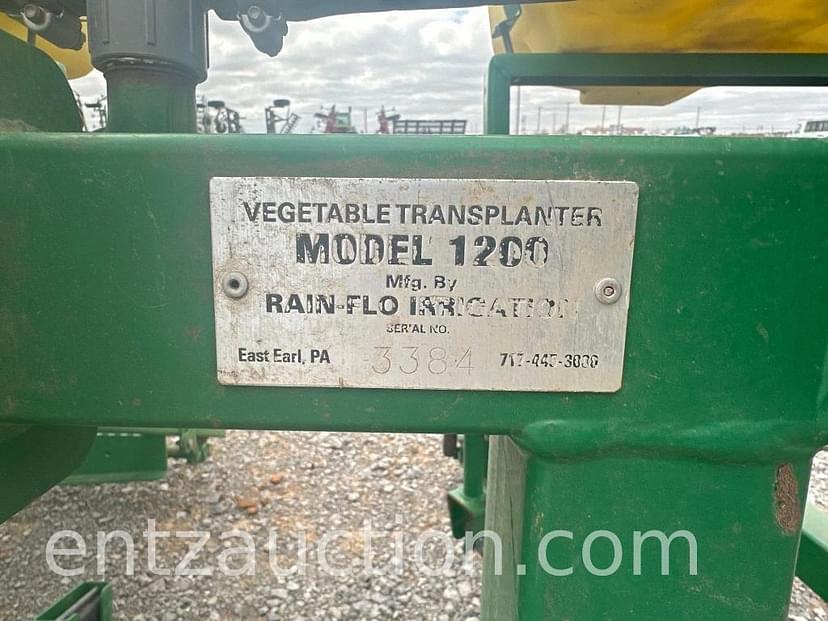 VEGETABLE TRANSPLANTER
MODEL 1200
Mfg. By
RAIN-FLO IRRIGATION
SERIAL NO.
East Earl, PA 3384
entzauction.com